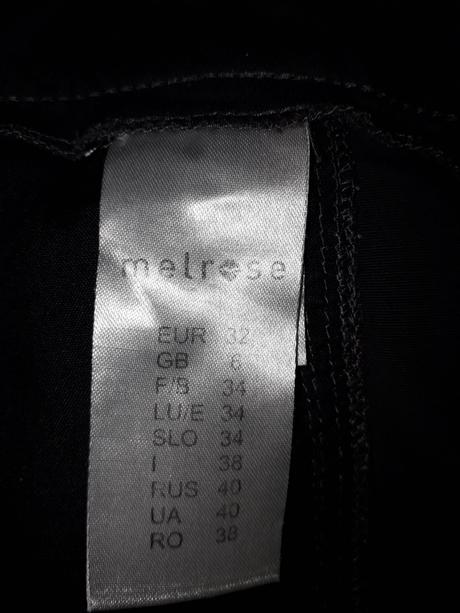 melrose
EUR 32
GB 6
F/B 34
LU/E 34
SLO 34
I 38
RUS 40
UA 40
RO 38